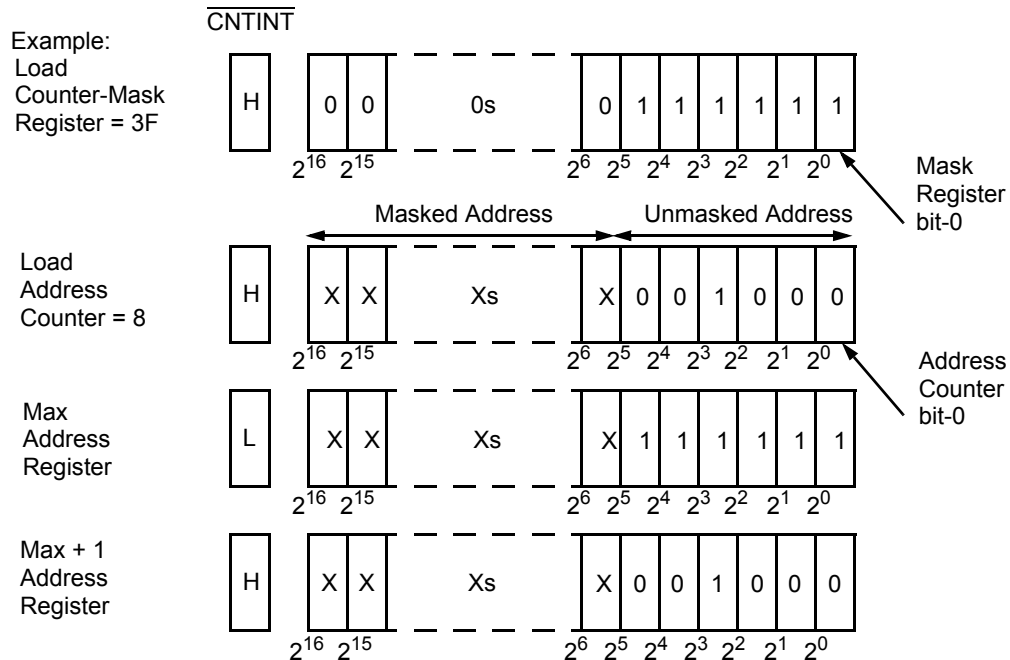 CNTINT
Example:
Load
Counter-Mask
Register = 3F
H 0 0 0s 0 1 1 1 1 1 1
2^16 2^15 2^6 2^5 2^4 2^3 2^2 2^1 2^0
Mask
Register
bit-0
Masked Address Unmasked Address
Load
Address
Counter = 8
H X X Xs X 0 0 1 0 0 0
2^16 2^15 2^6 2^5 2^4 2^3 2^2 2^1 2^0
Address
Counter
bit-0
Max
Address
Register
L X X Xs X 1 1 1 1 1 1
2^16 2^15 2^6 2^5 2^4 2^3 2^2 2^1 2^0
Max + 1
Address
Register
H X X Xs X 0 0 1 0 0 0
2^16 2^15 2^6 2^5 2^4 2^3 2^2 2^1 2^0